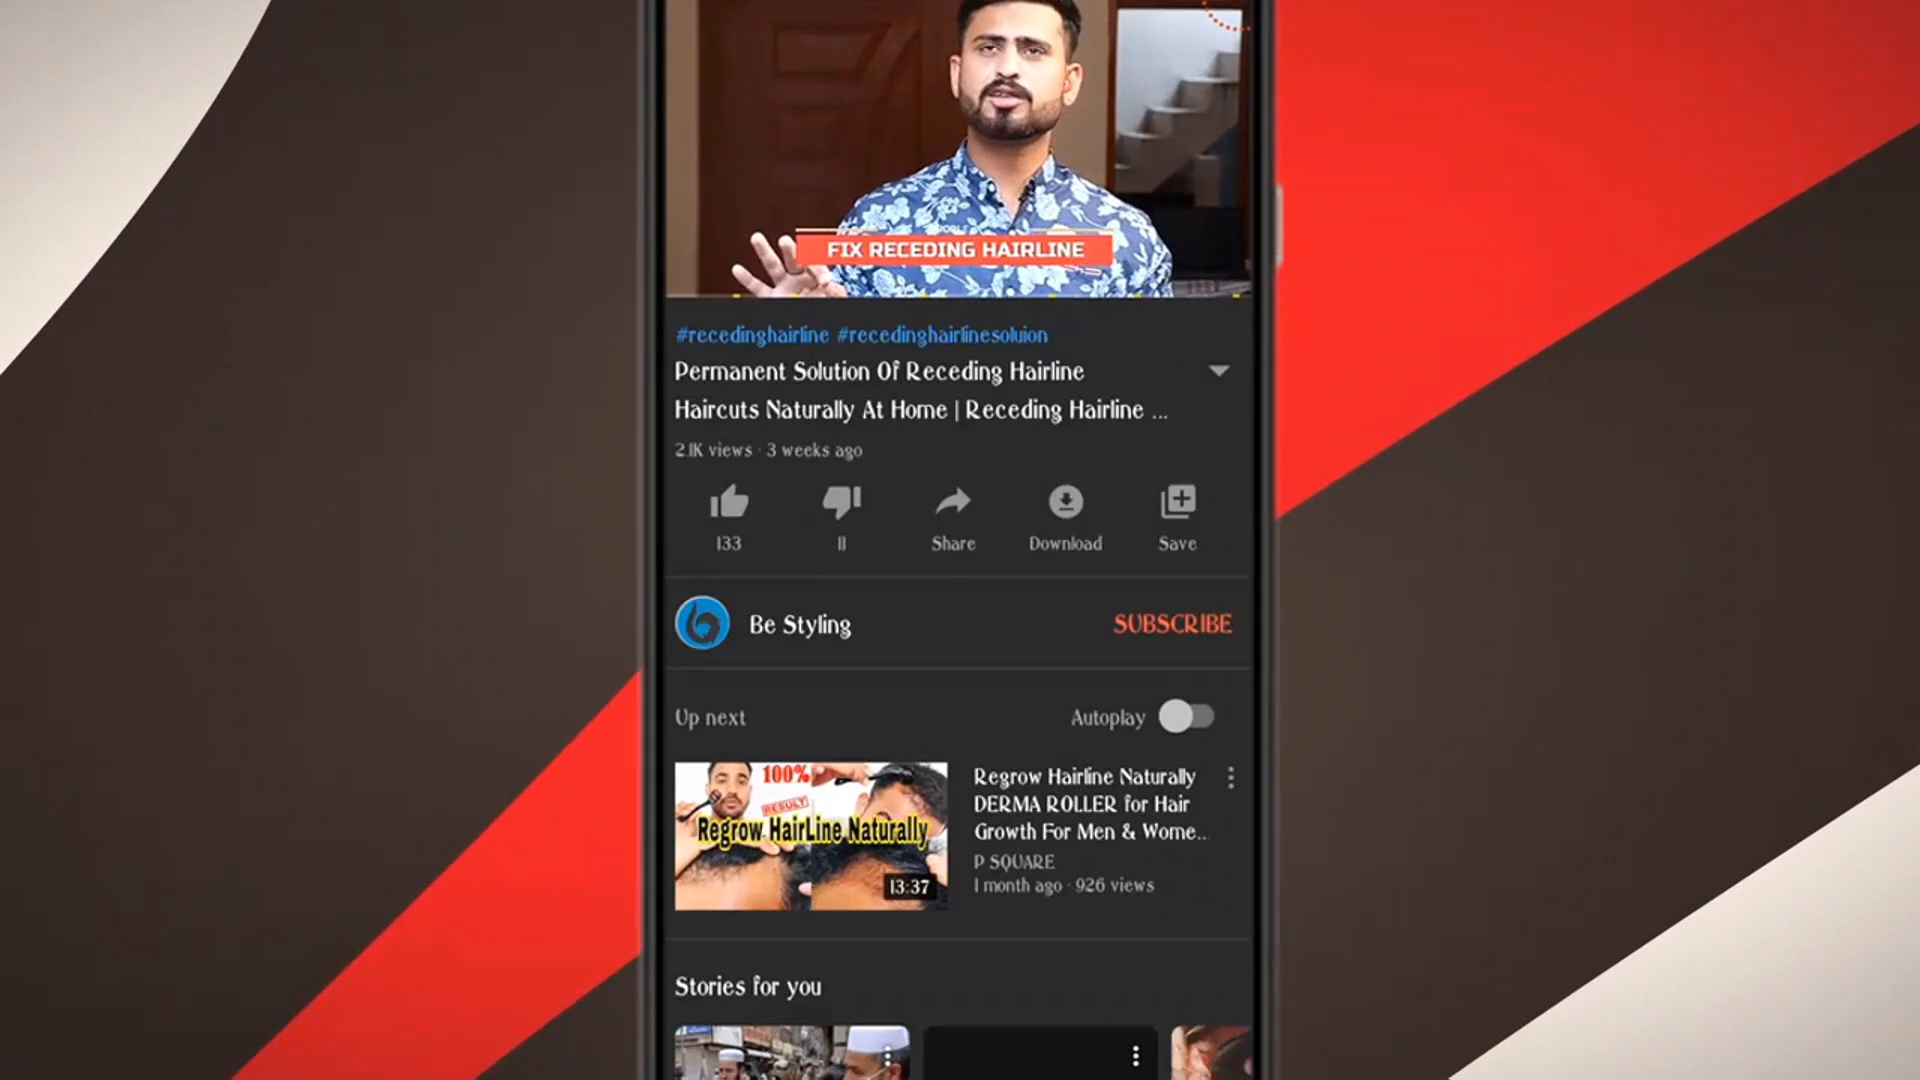 FIX RECEDING HAIRLINE
#recedinghairline #recedinghairlinesoluion
Permanent Solution Of Receding Hairline
Haircuts Naturally At Home | Receding Hairline ...
2.1K views · 3 weeks ago
133
11
Share
Download
Save
Be Styling
SUBSCRIBE
Up next
Autoplay
100%
RESULT
Regrow HairLine Naturally
13:37
Regrow Hairline Naturally
DERMA ROLLER for Hair
Growth For Men & Wome...
P SQUARE
1 month ago · 926 views
Stories for you